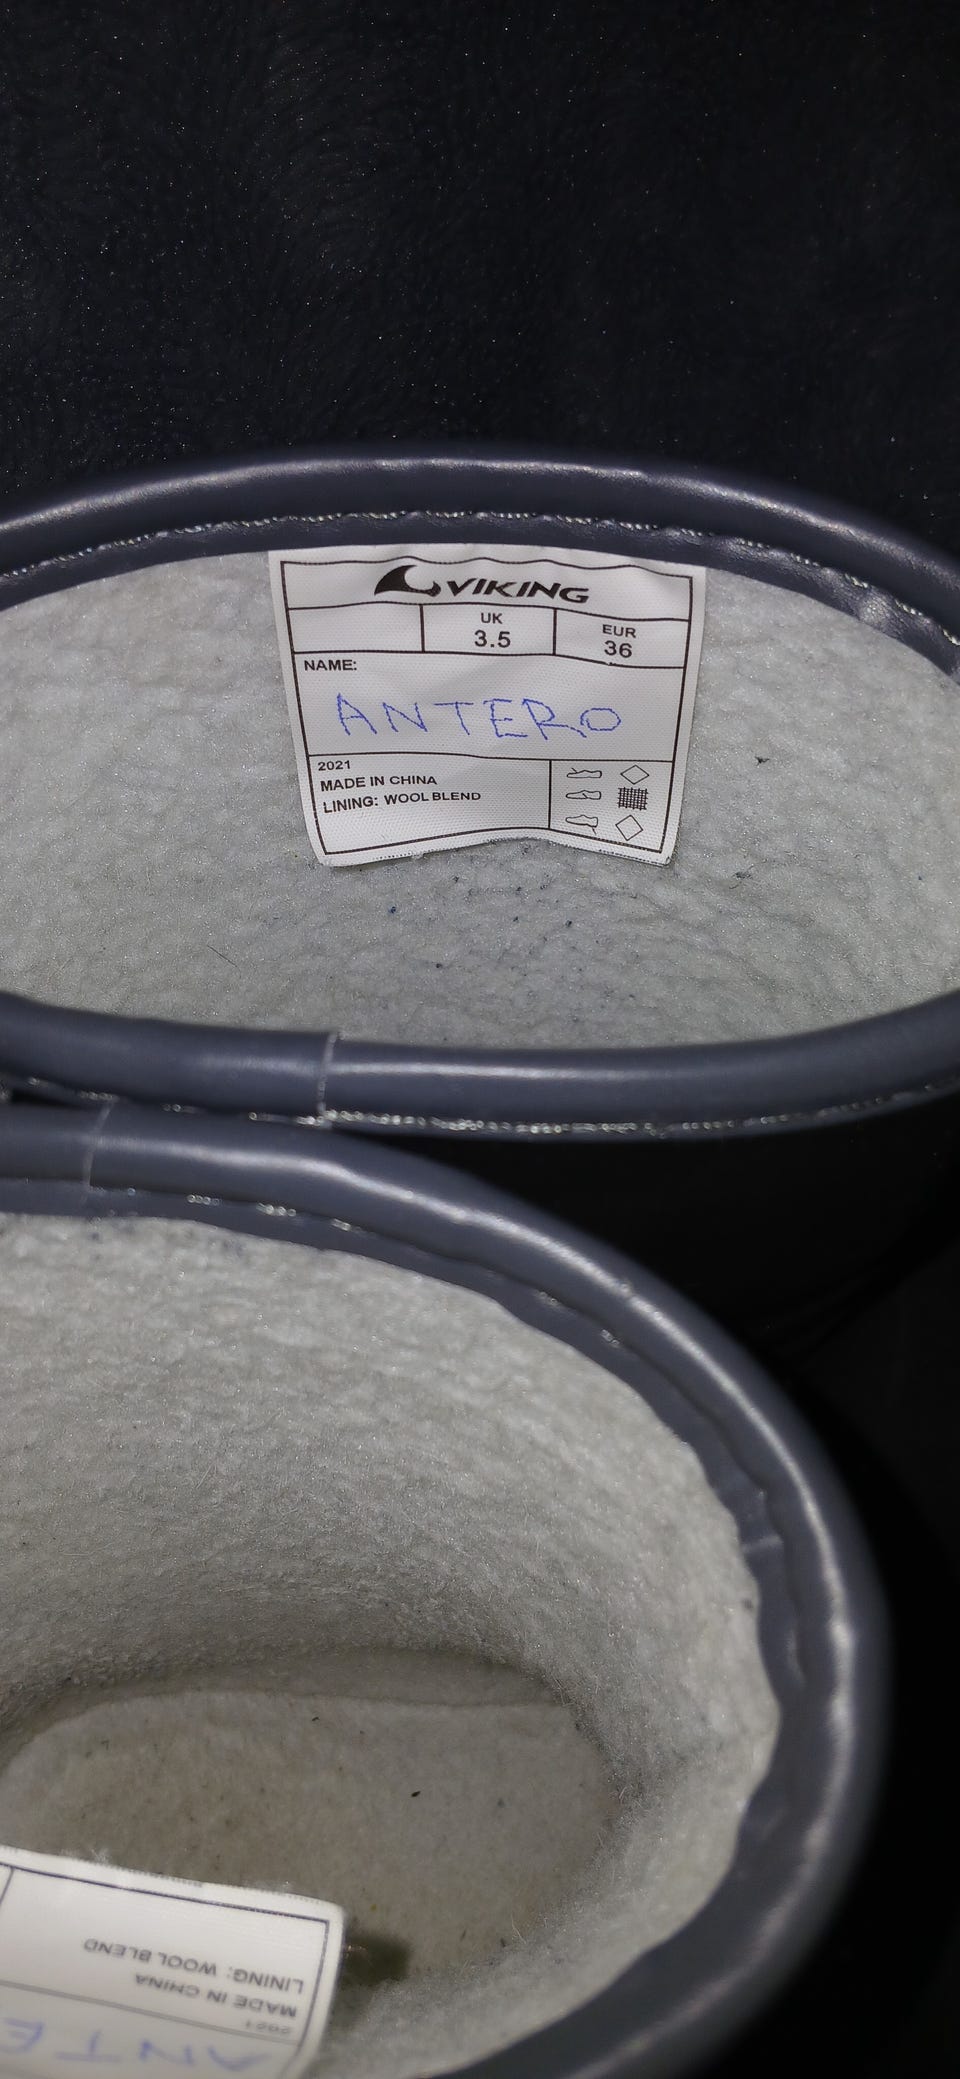 VIKING
UK EUR
3.5 36
NAME:
ANTERO
2021
MADE IN CHINA
LINING: WOOL BLEND
LINING: WOOL BLEND
MADE IN CHINA
2021
ANTE